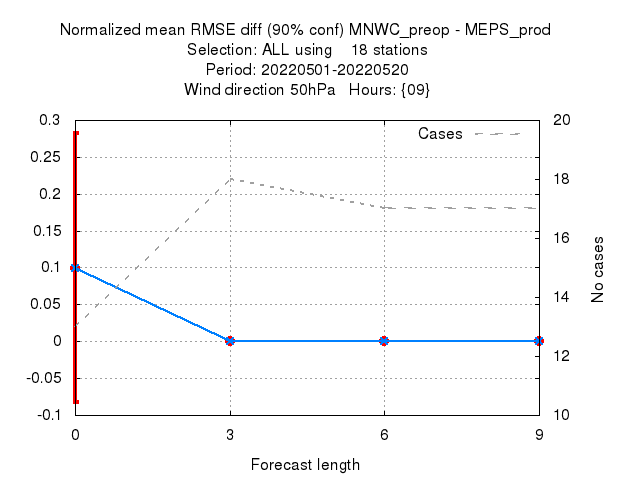 Normalized mean RMSE diff (90% conf) MNWC_preop - MEPS_prod
Selection: ALL using    18 stations
Period: 20220501-20220520
Wind direction 50hPa   Hours: {09}
Cases
0.3
0.25
0.2
0.15
0.1
0.05
0
-0.05
-0.1
20
18
16
14
12
10
No cases
0 3 6 9
Forecast length